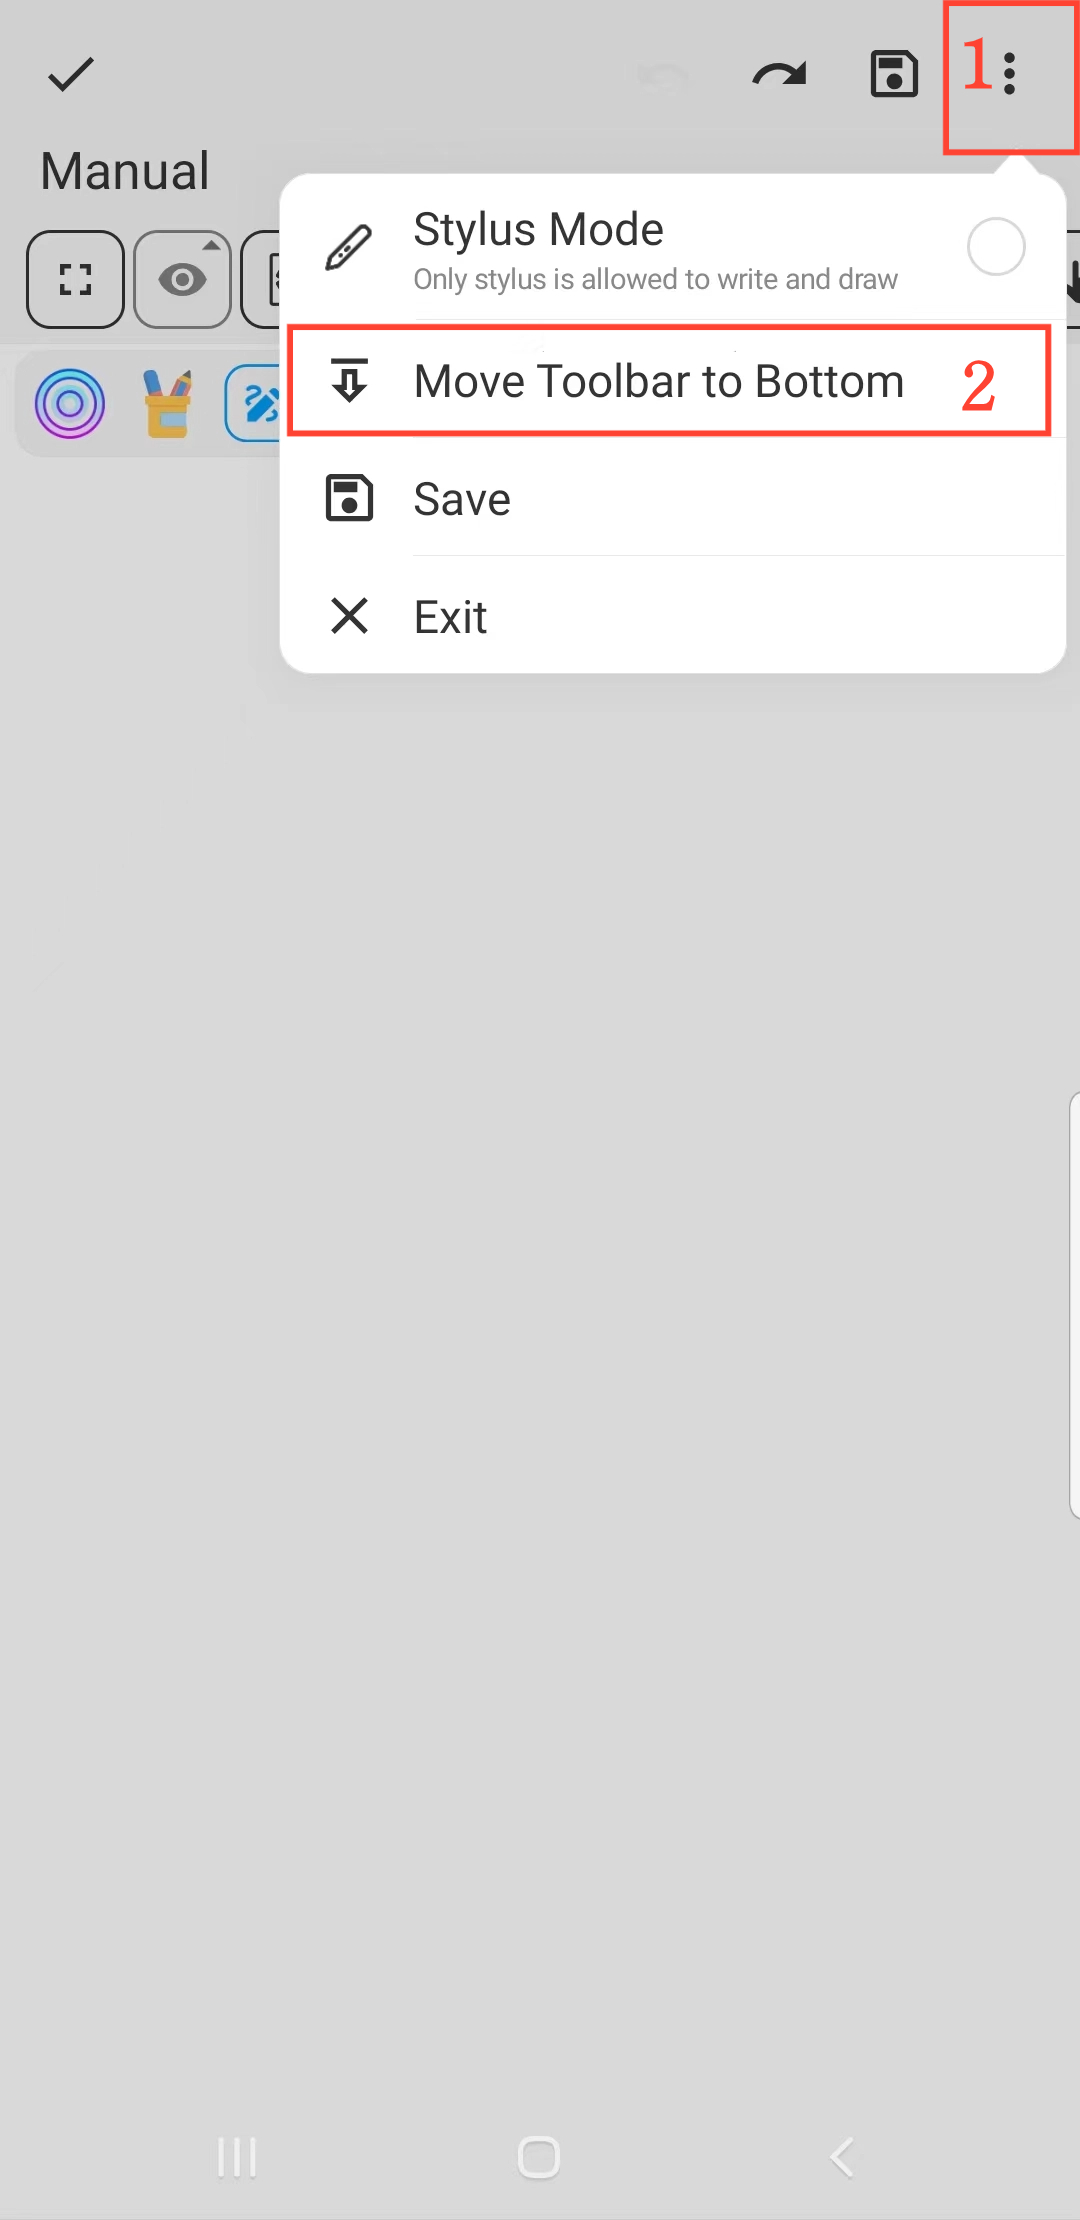 1
Manual
Stylus Mode
Only stylus is allowed to write and draw
Move Toolbar to Bottom 2
Save
Exit